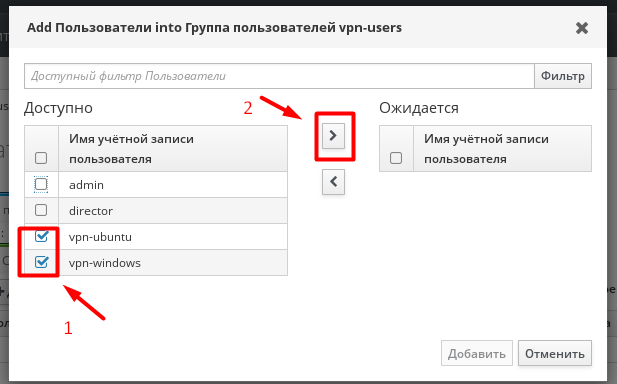 Add Пользователи into Группа пользователей vpn-users
Доступный фильтр Пользователи
Фильтр
Доступно
2
Ожидается
Имя учётной записи
пользователя
Имя учётной записи
пользователя
admin
director
vpn-ubuntu
vpn-windows
1
Добавить
Отменить